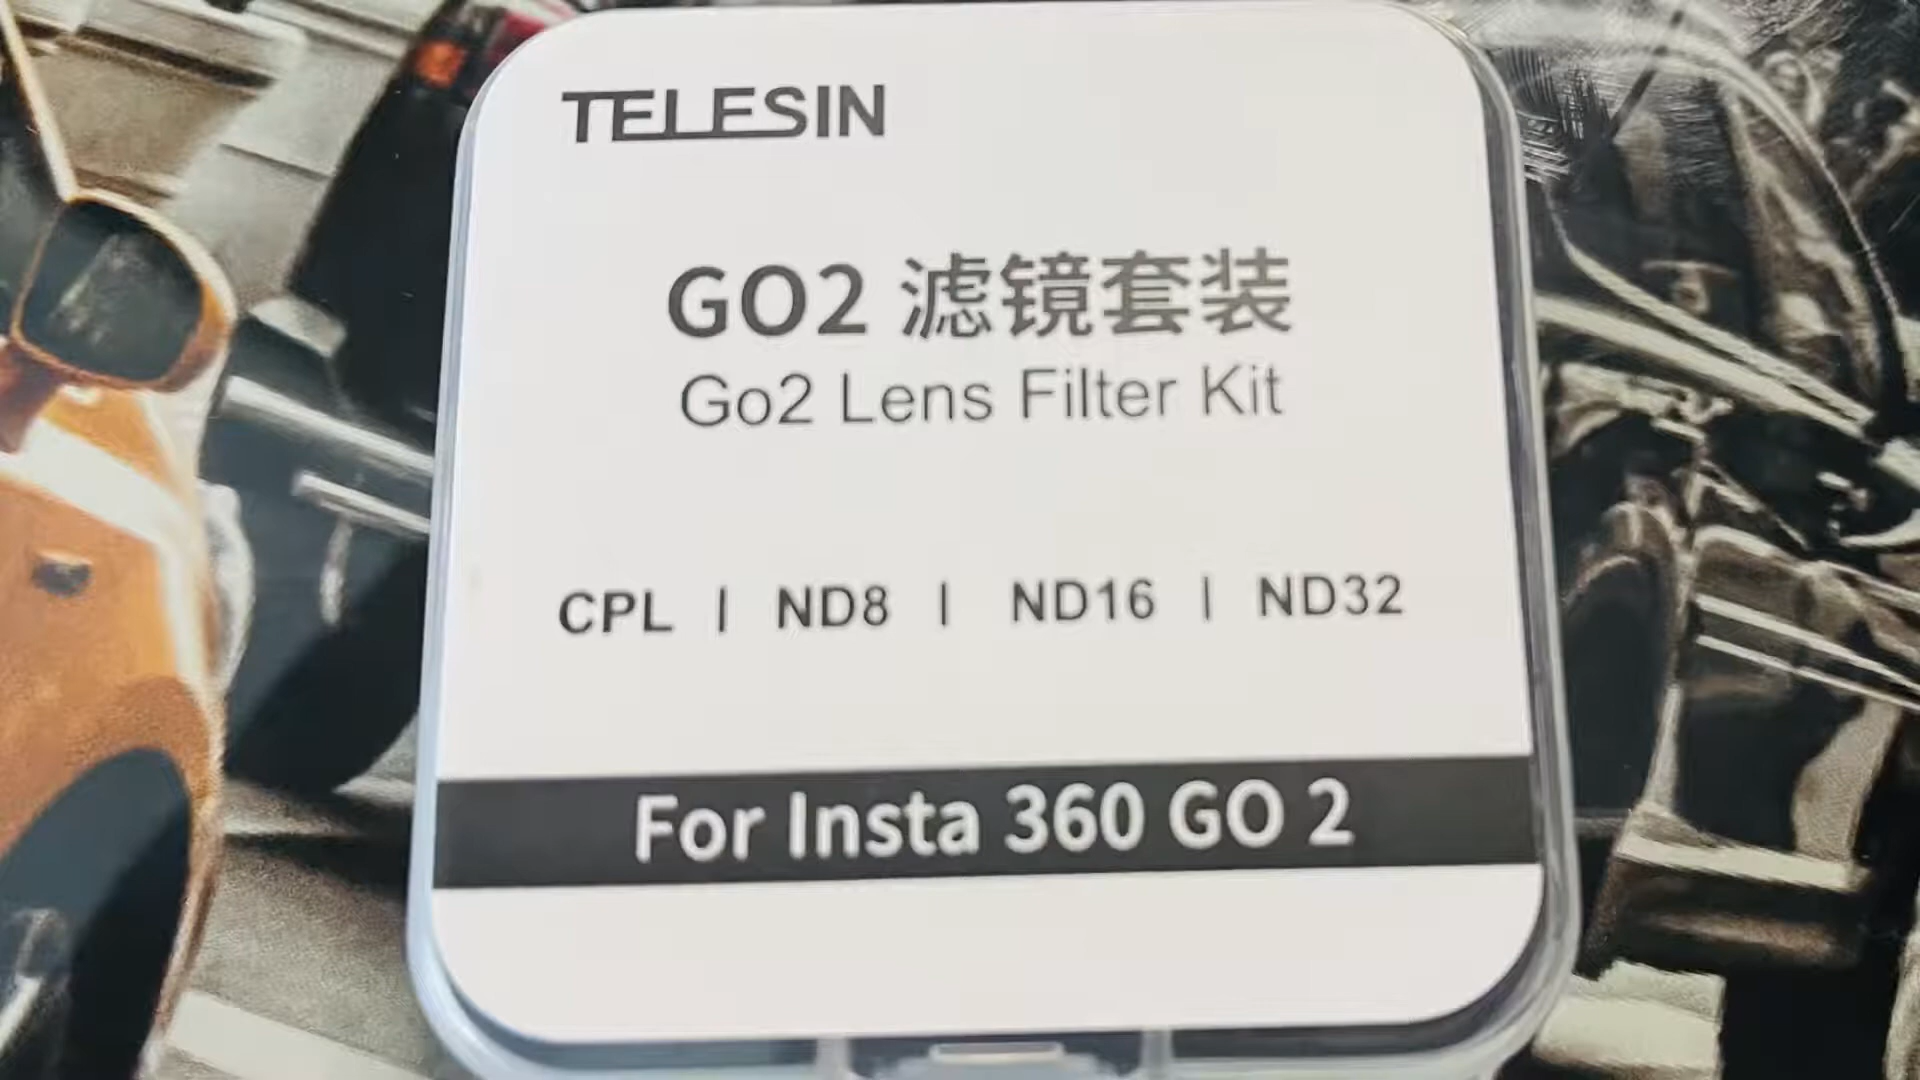 TELESIN
GO2 滤镜套装
Go2 Lens Filter Kit
CPL | ND8 | ND16 | ND32
For Insta 360 GO 2